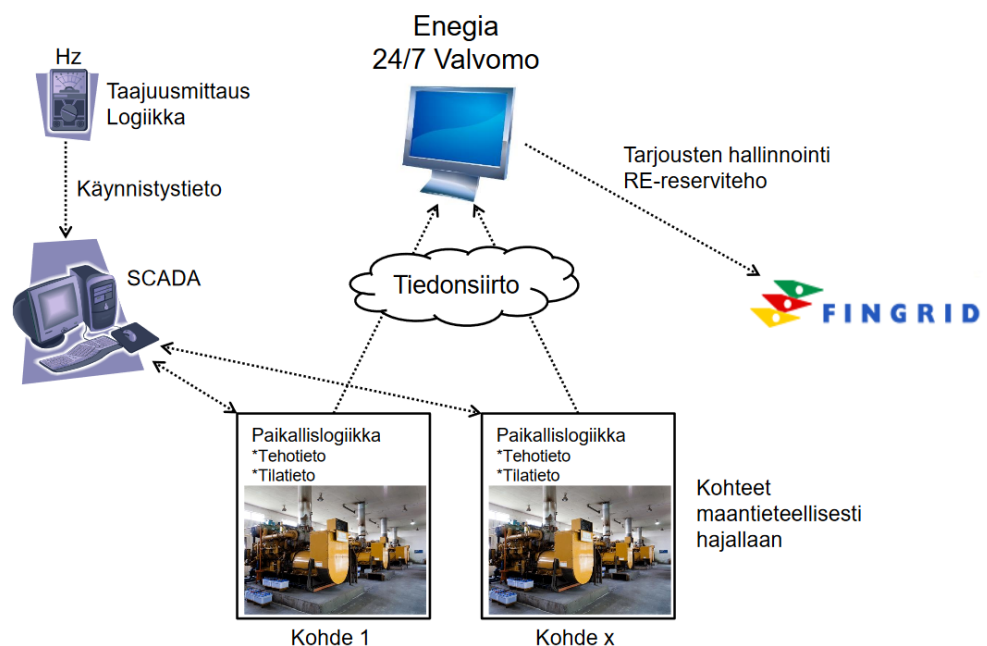 Enegia
24/7 Valvomo
Hz
Taajuusmittaus
Logiikka
Käynnistystieto
SCADA
Tiedonsiirto
Tarjousten hallinnointi
RE-reserviteho
FINGRID
Paikallislogiikka
*Tehotieto
*Tilatieto
Kohde 1
Paikallislogiikka
*Tehotieto
*Tilatieto
Kohde x
Kohteet
maantieteellisesti
hajallaan